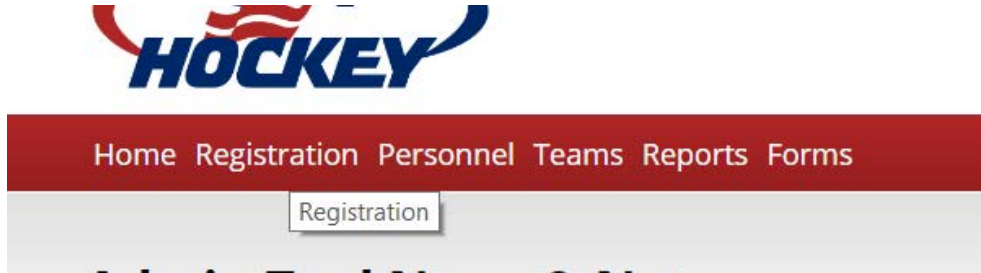 HOCKEY
Home Registration Personnel Teams Reports Forms
Registration